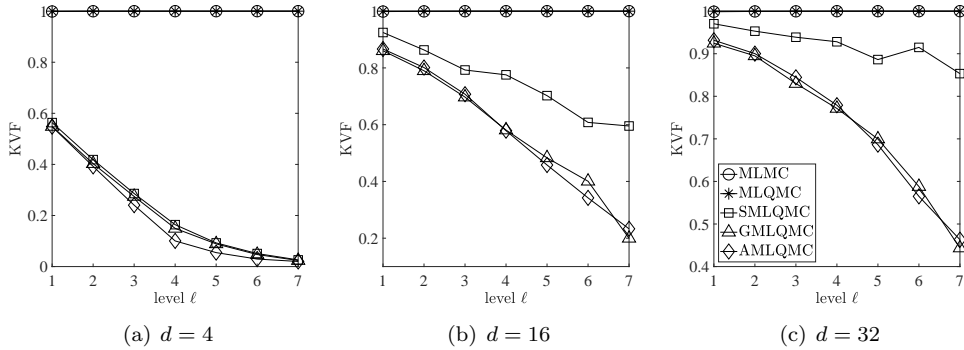 1
0.8
0.6
0.4
0.2
0
KVF
1 2 3 4 5 6 7
level ℓ
(a) d = 4
1
0.8
0.6
0.4
0.2
KVF
1 2 3 4 5 6 7
level ℓ
(b) d = 16
1
0.9
0.8
0.7
0.6
0.5
0.4
KVF
MLMC
MLQMC
SMLQMC
GMLQMC
AMLQMC
1 2 3 4 5 6 7
level ℓ
(c) d = 32